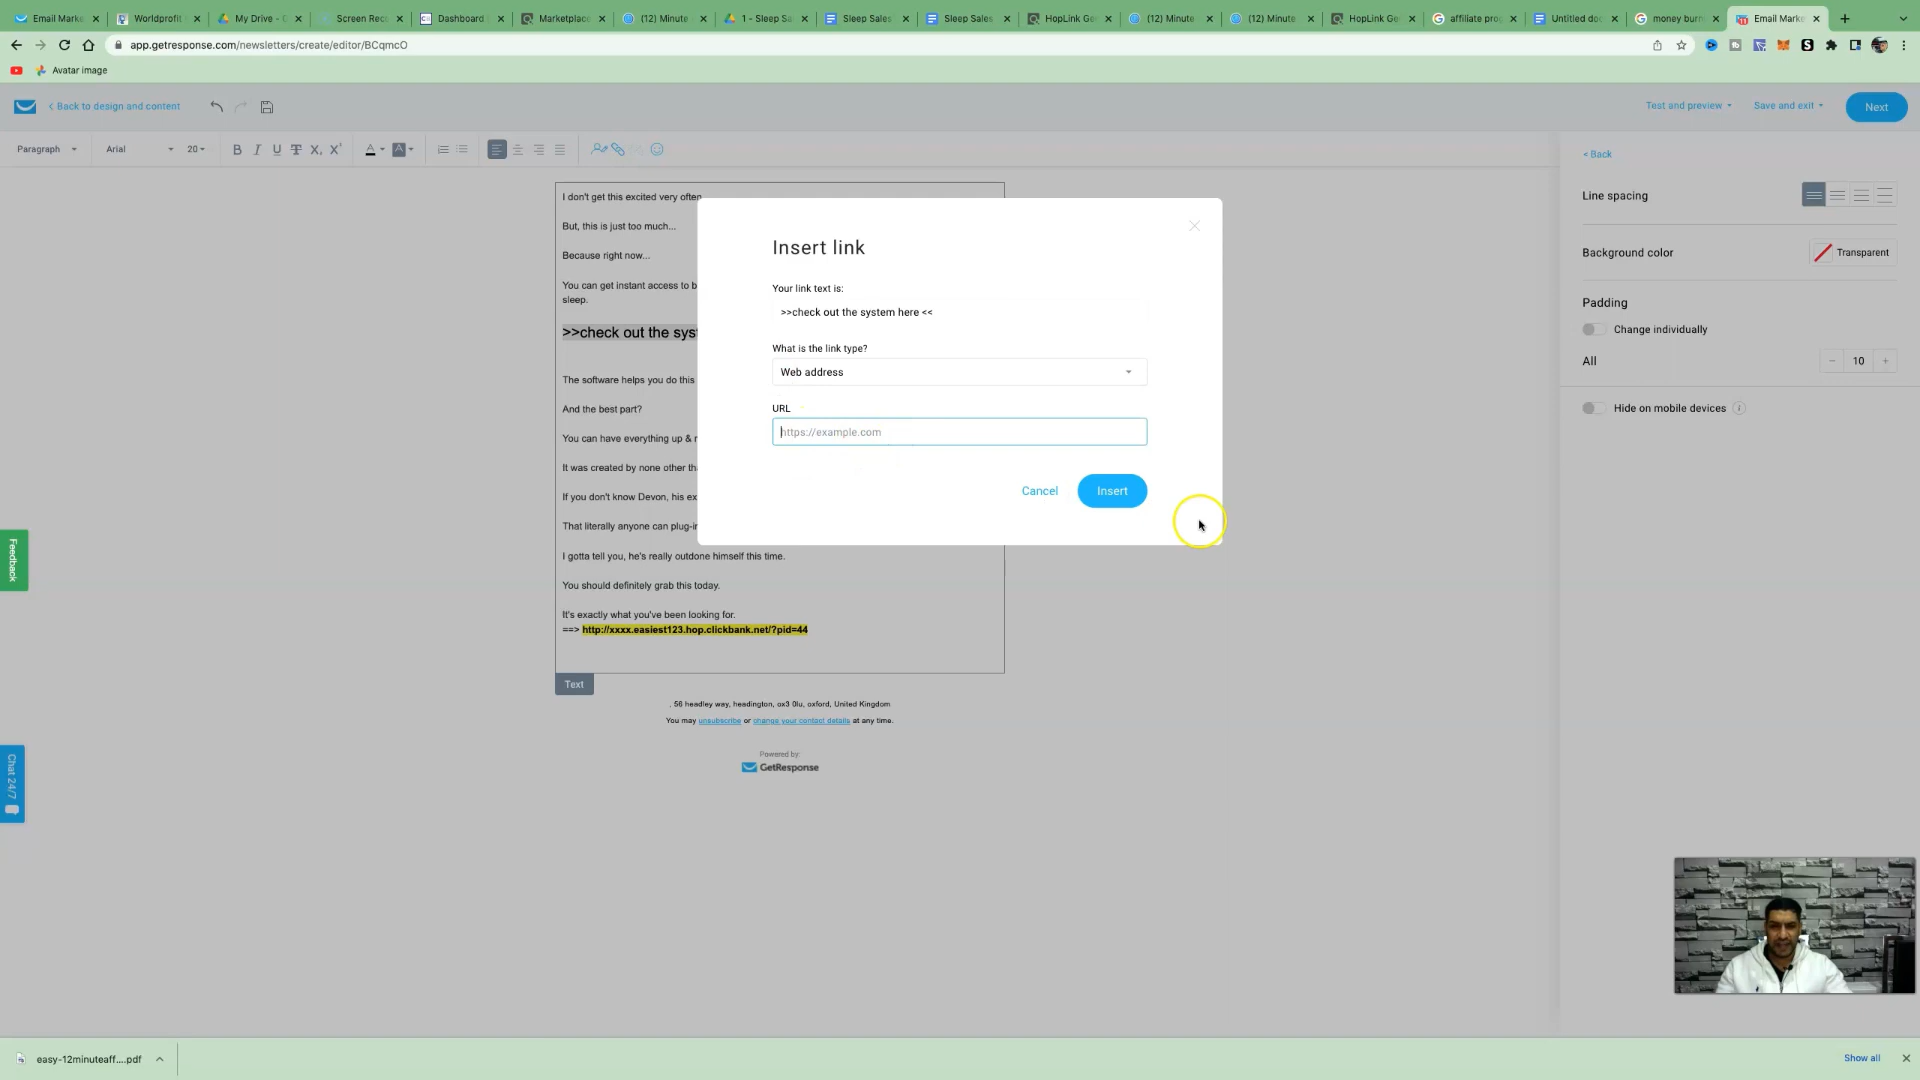 Email Mark
Worldprofit
My Drive - G
Screen Rec
Dashboard
Marketplac
(12) Minute
1 - Sleep Sa
Sleep Sales
Sleep Sales
HopLink Ge
(12) Minute
(12) Minute
HopLink Ge
affiliate pro
Untitled doc
money burn
Email Marke
app.getresponse.com/newsletters/create/editor/BCqmcO
Avatar image
< Back to design and content
Test and preview
Save and exit
Next
Paragraph
Arial
20
< Back
Line spacing
Background color
Transparent
Padding
Change individually
All
10
Hide on mobile devices
I don't get this excited very often
But, this is just too much...
Because right now...
You can get instant access to b
sleep.
>>check out the sys
The software helps you do this
And the best part?
You can have everything up & r
It was created by none other th
If you don't know Devon, his ex
That literally anyone can plug-in
I gotta tell you, he's really outdone himself this time.
You should definitely grab this today.
It's exactly what you've been looking for.
==> http://xxxx.easiest123.hop.clickbank.net/?pid=44
Text
Insert link
Your link text is:
>>check out the system here <<
What is the link type?
Web address
URL
https://example.com
Cancel
Insert
, 56 headley way, headington, ox3 0lu, oxford, United Kingdom
You may unsubscribe or change your contact details at any time.
Powered by:
GetResponse
Feedback
Chat 24/7
easy-12minuteaff....pdf
Show all